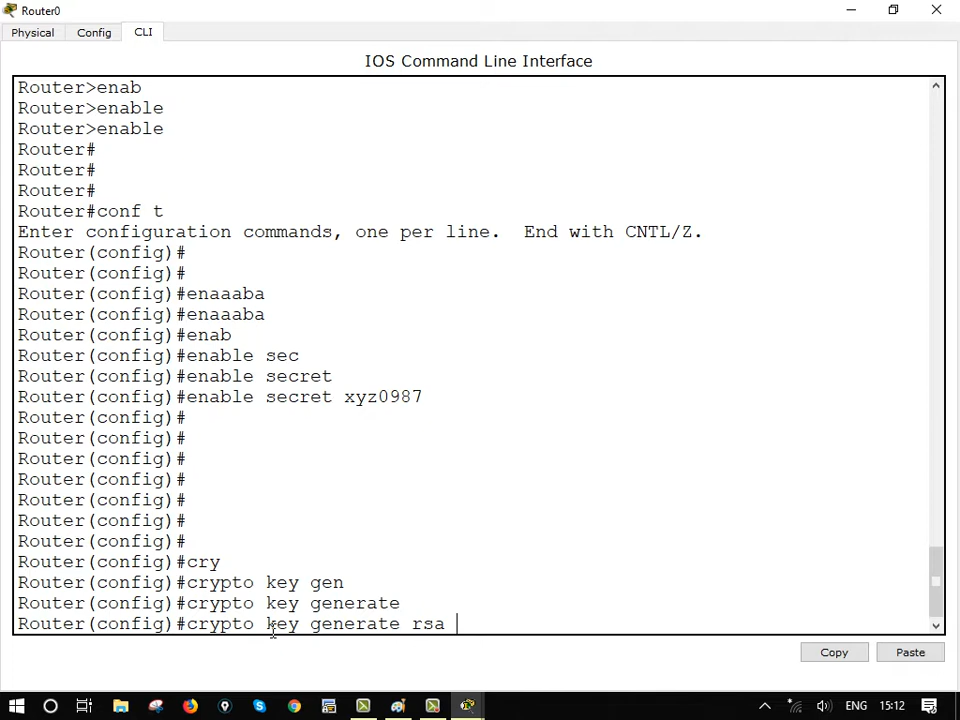 Router0
Physical Config CLI
IOS Command Line Interface
Router>enab
Router>enable
Router>enable
Router#
Router#
Router#
Router#conf t
Enter configuration commands, one per line.  End with CNTL/Z.
Router(config)#
Router(config)#
Router(config)#enaaaba
Router(config)#enaaaba
Router(config)#enab
Router(config)#enable sec
Router(config)#enable secret
Router(config)#enable secret xyz0987
Router(config)#
Router(config)#
Router(config)#
Router(config)#
Router(config)#
Router(config)#
Router(config)#
Router(config)#cry
Router(config)#crypto key gen
Router(config)#crypto key generate
Router(config)#crypto key generate rsa
Copy Paste
ENG 15:12